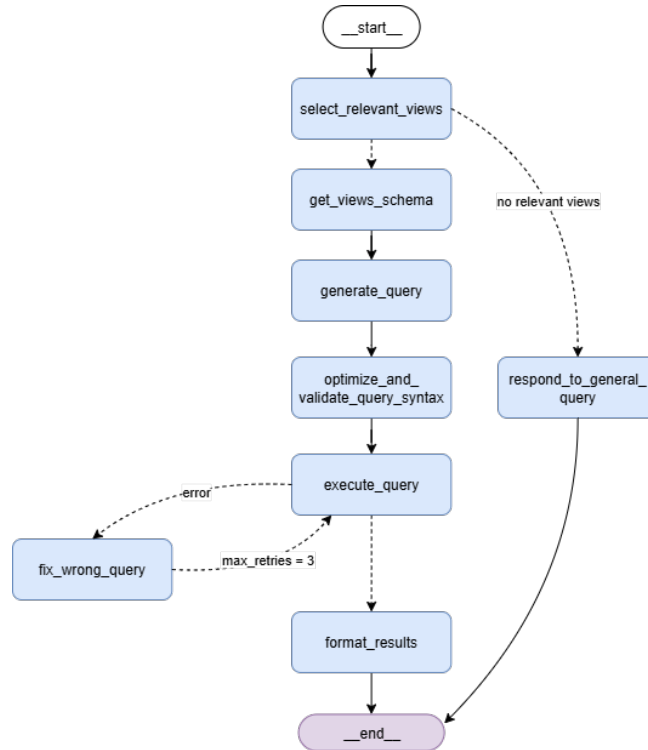 __start__
select_relevant_views
get_views_schema
no relevant views
generate_query
optimize_and_
validate_query_syntax
respond_to_general_
query
execute_query
error
fix_wrong_query
max_retries = 3
format_results
__end__